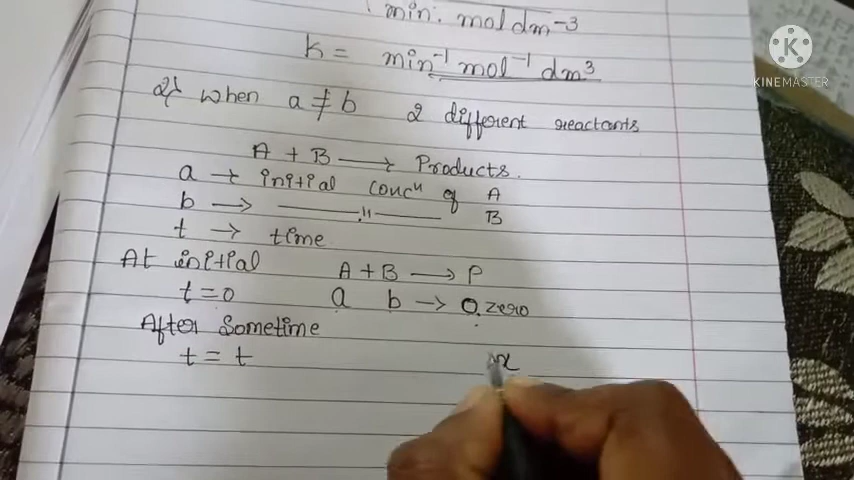 min. mol dm⁻³
K = min⁻¹ mol⁻¹ dm³
2} when a ≠ b 2 different reactants
A + B ⟶ Products.
a → initial concⁿ of A
b → ——〃—— B
t → time
At initial A + B ⟶ P
t = 0 a b → 0. zero
After Sometime
t = t x
K
KINEMASTER